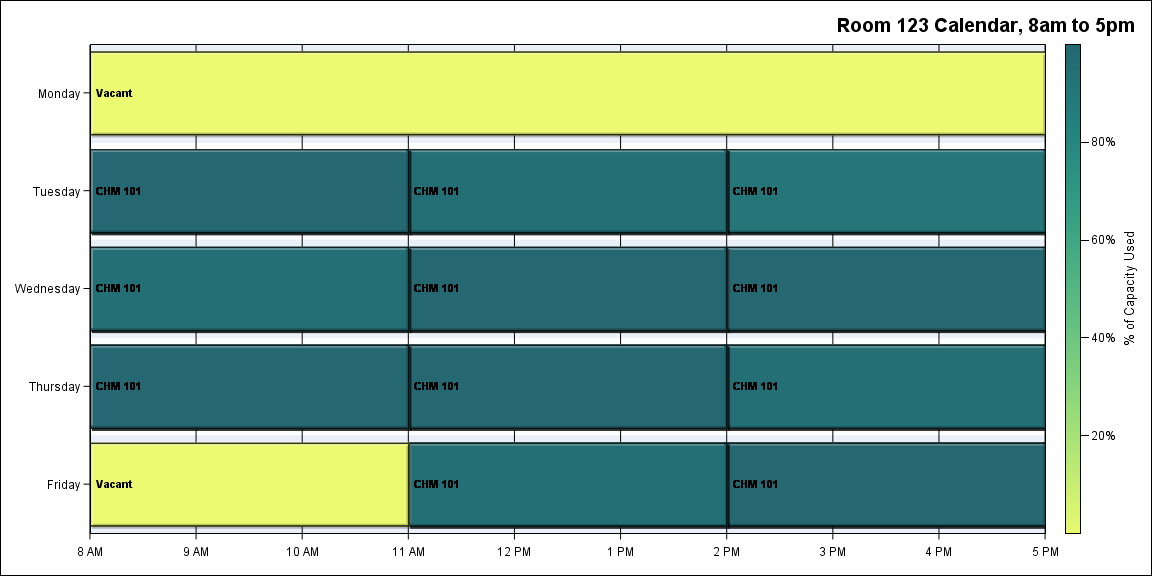 Room 123 Calendar, 8am to 5pm
Monday
Vacant
Tuesday
CHM 101
CHM 101
CHM 101
Wednesday
CHM 101
CHM 101
CHM 101
Thursday
CHM 101
CHM 101
CHM 101
Friday
Vacant
CHM 101
CHM 101
8 AM
9 AM
10 AM
11 AM
12 PM
1 PM
2 PM
3 PM
4 PM
5 PM
80%
60%
40%
20%
% of Capacity Used